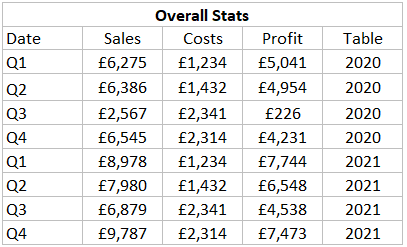 Overall Stats
Date Sales Costs Profit Table
Q1 £6,275 £1,234 £5,041 2020
Q2 £6,386 £1,432 £4,954 2020
Q3 £2,567 £2,341 £226 2020
Q4 £6,545 £2,314 £4,231 2020
Q1 £8,978 £1,234 £7,744 2021
Q2 £7,980 £1,432 £6,548 2021
Q3 £6,879 £2,341 £4,538 2021
Q4 £9,787 £2,314 £7,473 2021